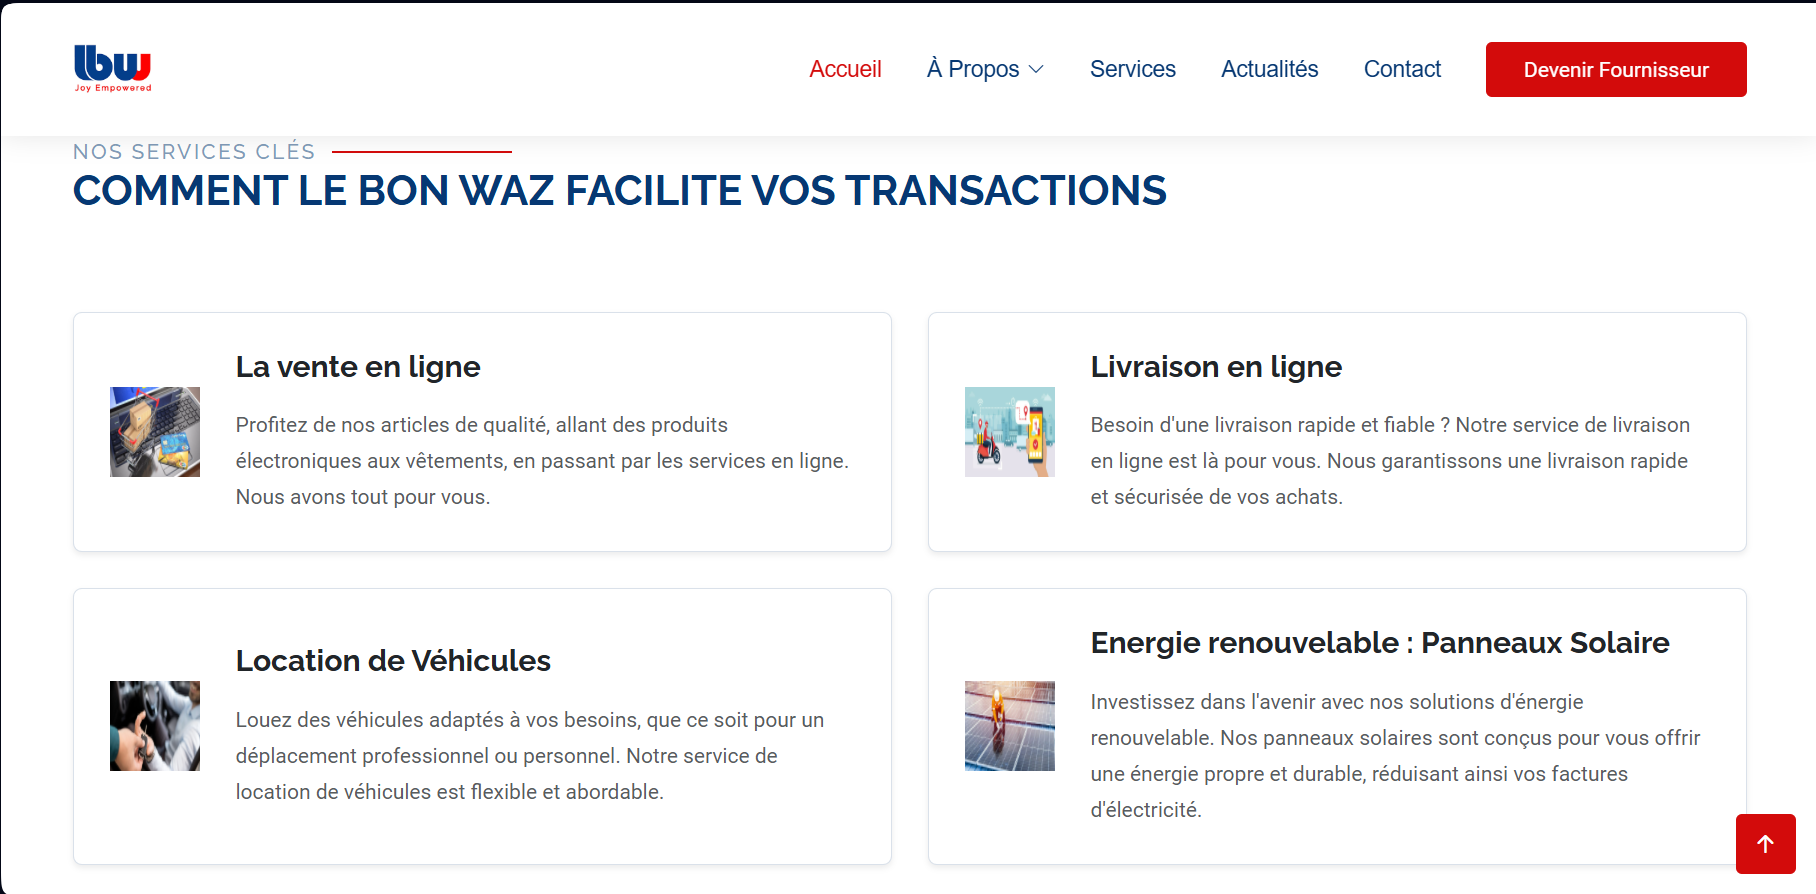 lbw
Joy Empowered
Accueil
À Propos
Services
Actualités
Contact
Devenir Fournisseur
NOS SERVICES CLÉS
COMMENT LE BON WAZ FACILITE VOS TRANSACTIONS
La vente en ligne
Profitez de nos articles de qualité, allant des produits
électroniques aux vêtements, en passant par les services en ligne.
Nous avons tout pour vous.
Livraison en ligne
Besoin d'une livraison rapide et fiable ? Notre service de livraison
en ligne est là pour vous. Nous garantissons une livraison rapide
et sécurisée de vos achats.
Location de Véhicules
Louez des véhicules adaptés à vos besoins, que ce soit pour un
déplacement professionnel ou personnel. Notre service de
location de véhicules est flexible et abordable.
Energie renouvelable : Panneaux Solaire
Investissez dans l'avenir avec nos solutions d'énergie
renouvelable. Nos panneaux solaires sont conçus pour vous offrir
une énergie propre et durable, réduisant ainsi vos factures
d'électricité.